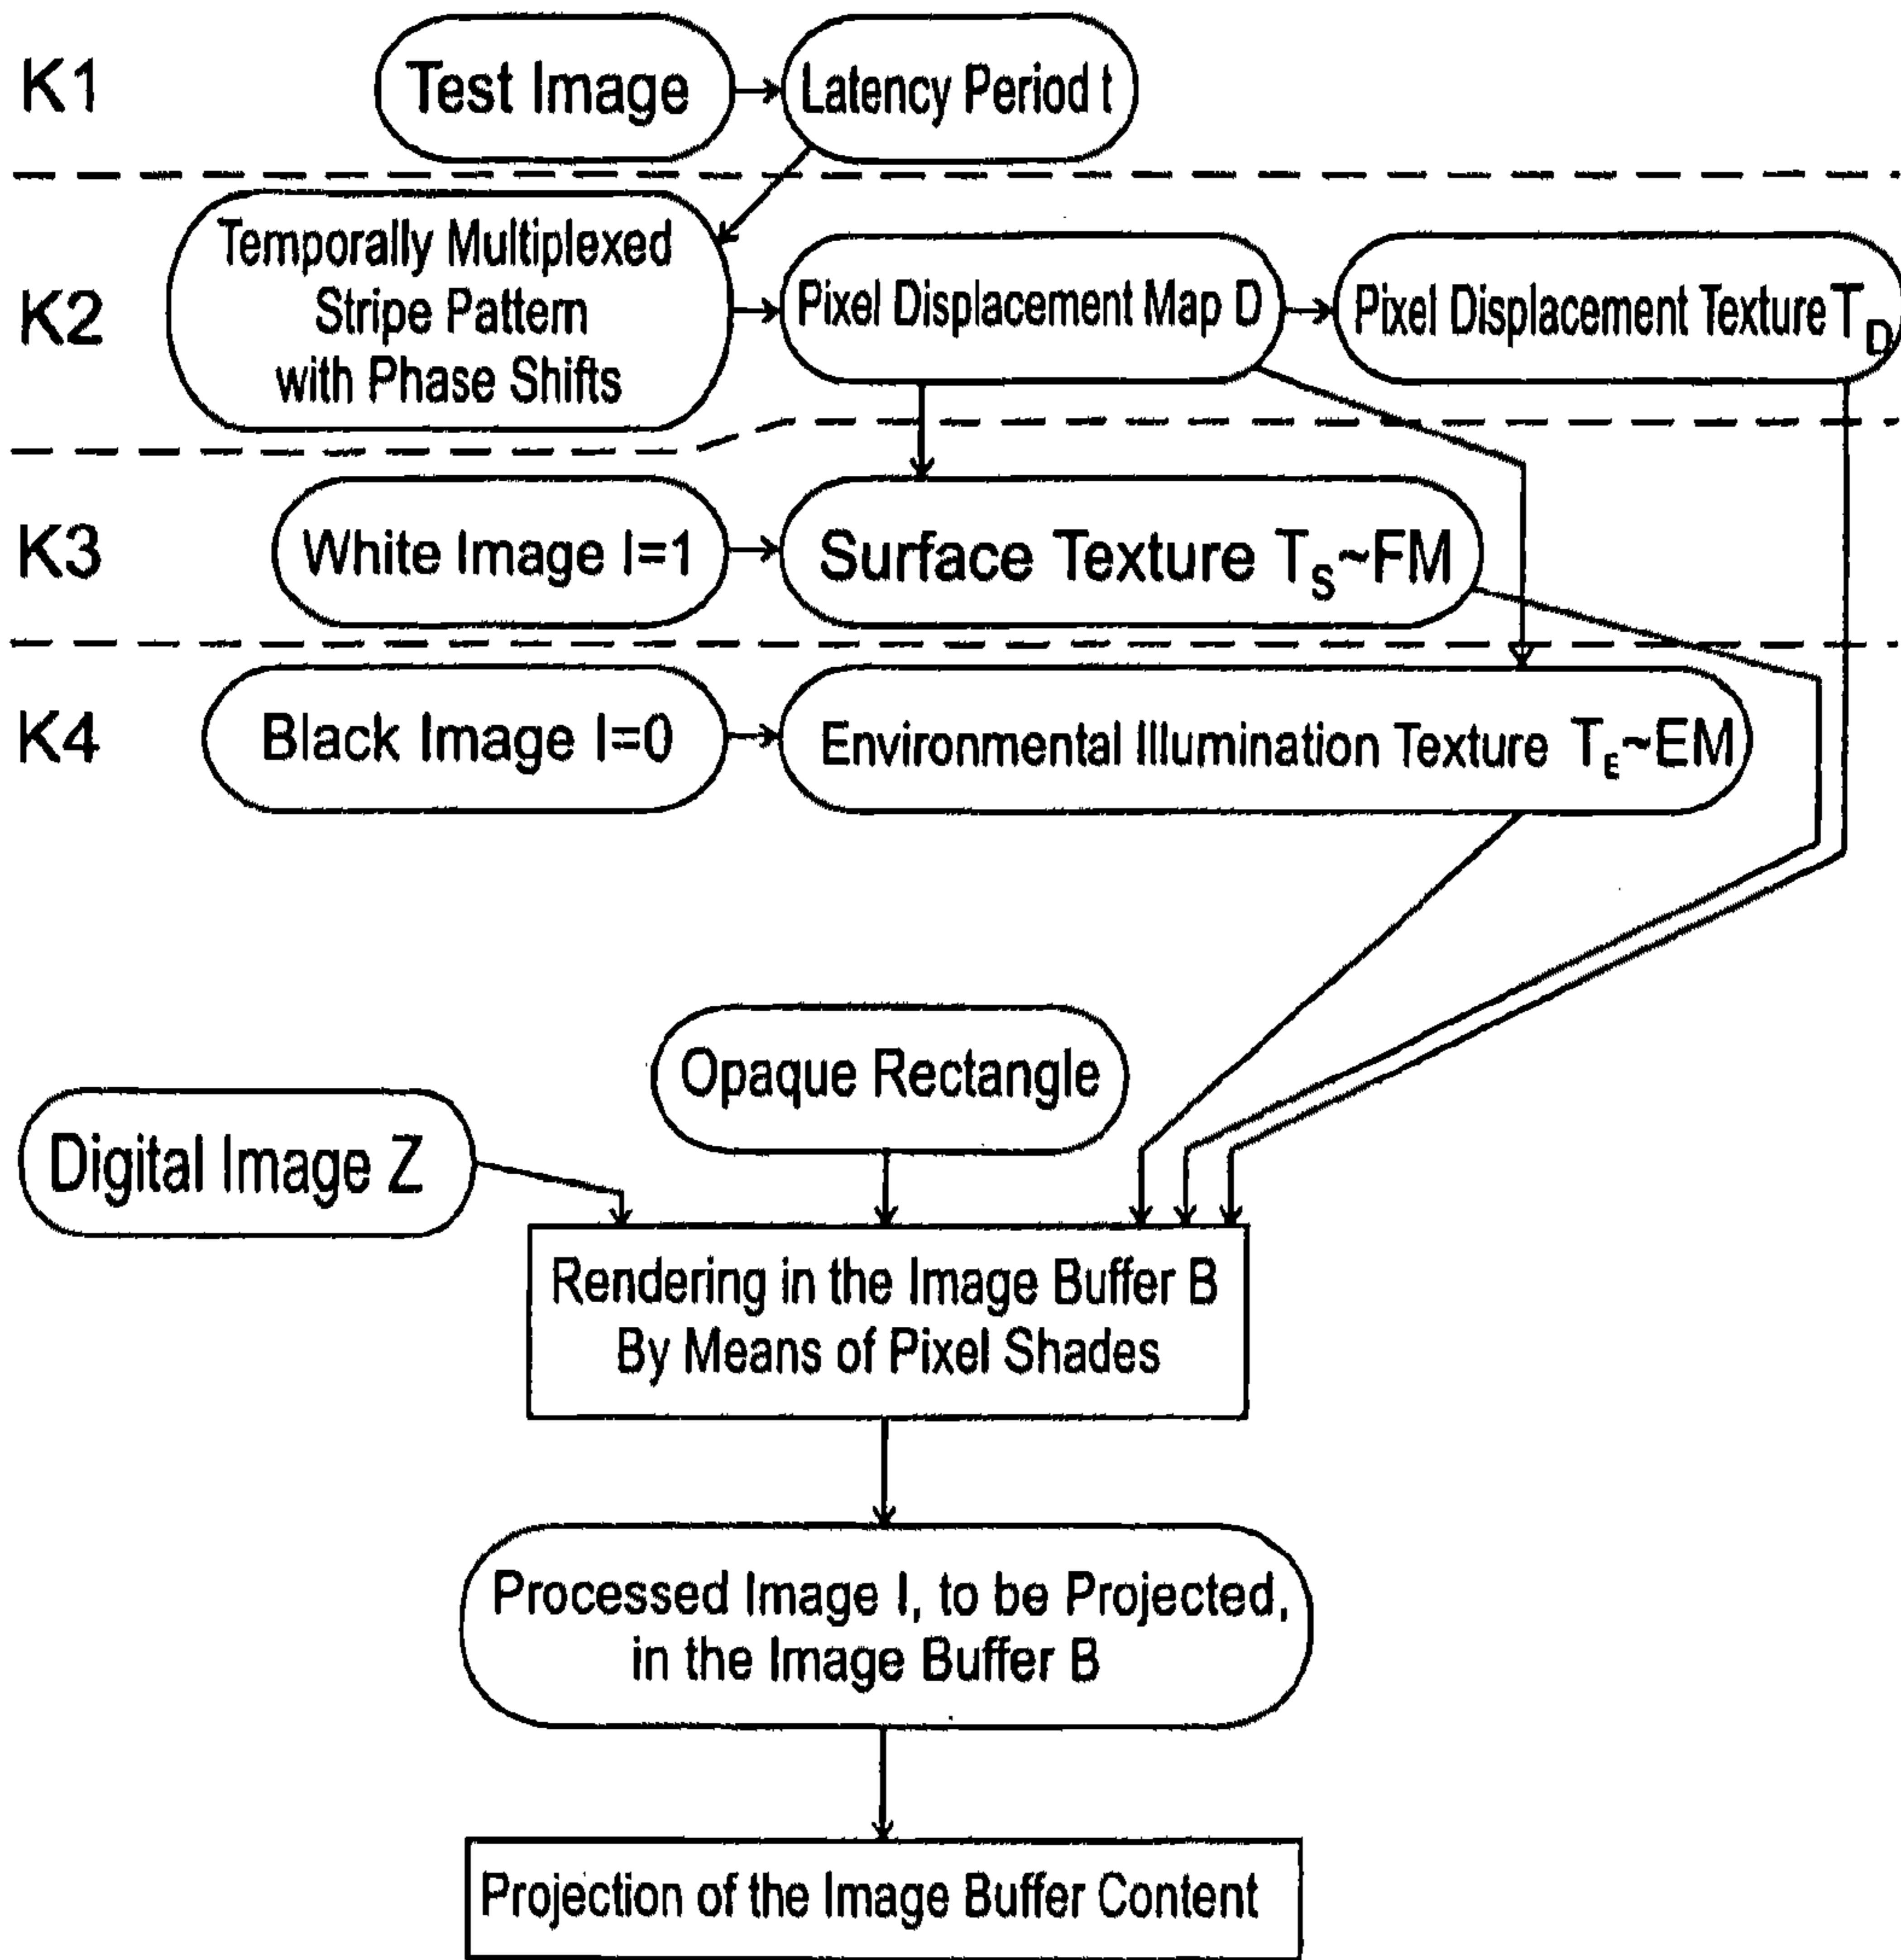 K1
Test Image
Latency Period t
K2
Temporally Multiplexed
Stripe Pattern
with Phase Shifts
Pixel Displacement Map D
Pixel Displacement Texture T_D
K3
White Image I=1
Surface Texture T_S~FM
K4
Black Image I=0
Environmental Illumination Texture T_E~EM
Opaque Rectangle
Digital Image Z
Rendering in the Image Buffer B
By Means of Pixel Shades
Processed Image I, to be Projected,
in the Image Buffer B
Projection of the Image Buffer Content